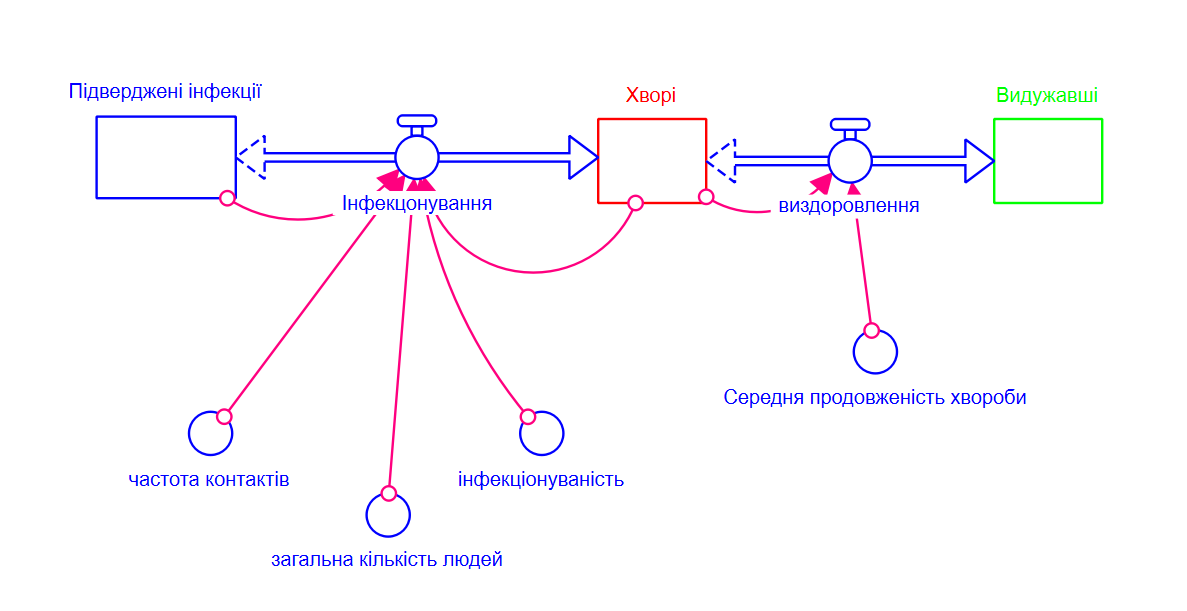 Підверджені інфекції
Хворі
Видужавші
Інфекцонування
виздоровлення
Середня продовженість хвороби
частота контактів
інфекціонуваність
загальна кількість людей